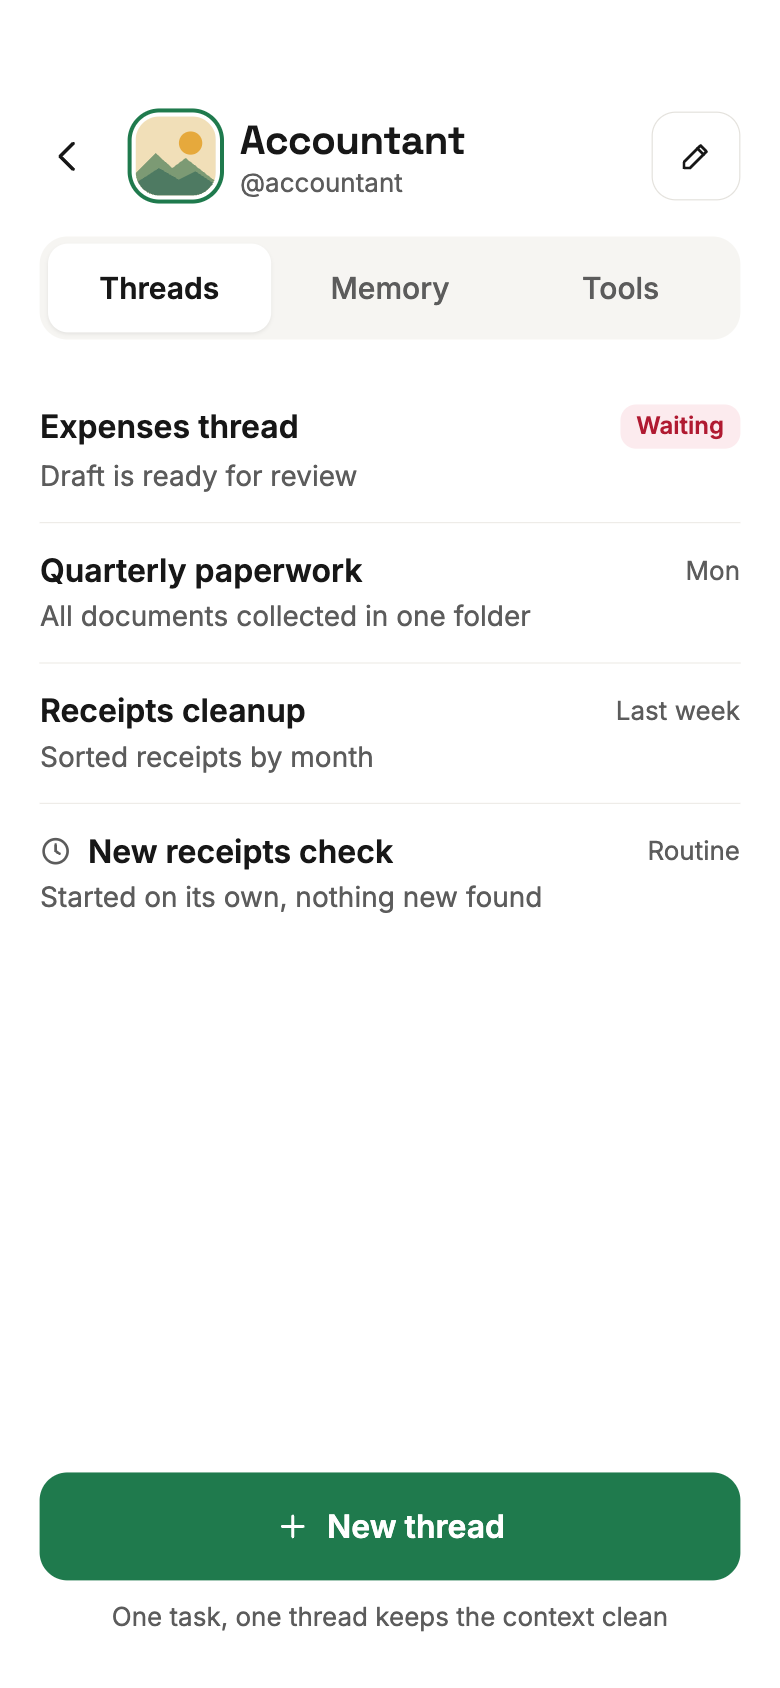 Accountant
@accountant
Threads
Memory
Tools
Expenses thread
Waiting
Draft is ready for review
Quarterly paperwork
Mon
All documents collected in one folder
Receipts cleanup
Last week
Sorted receipts by month
New receipts check
Routine
Started on its own, nothing new found
New thread
One task, one thread keeps the context clean